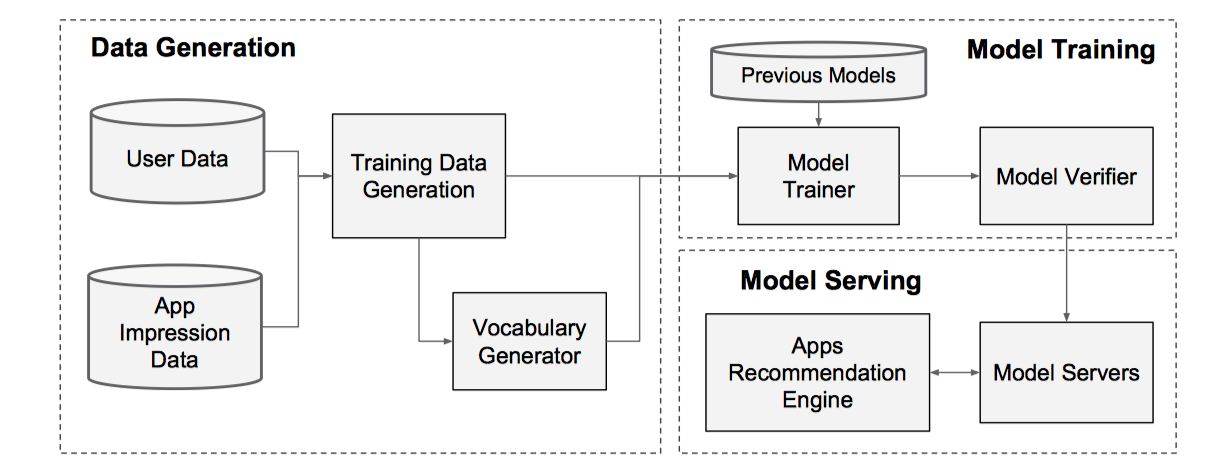 Data Generation
User Data
App
Impression
Data
Training Data
Generation
Vocabulary
Generator
Model Training
Previous Models
Model
Trainer
Model Verifier
Model Serving
Apps
Recommendation
Engine
Model Servers